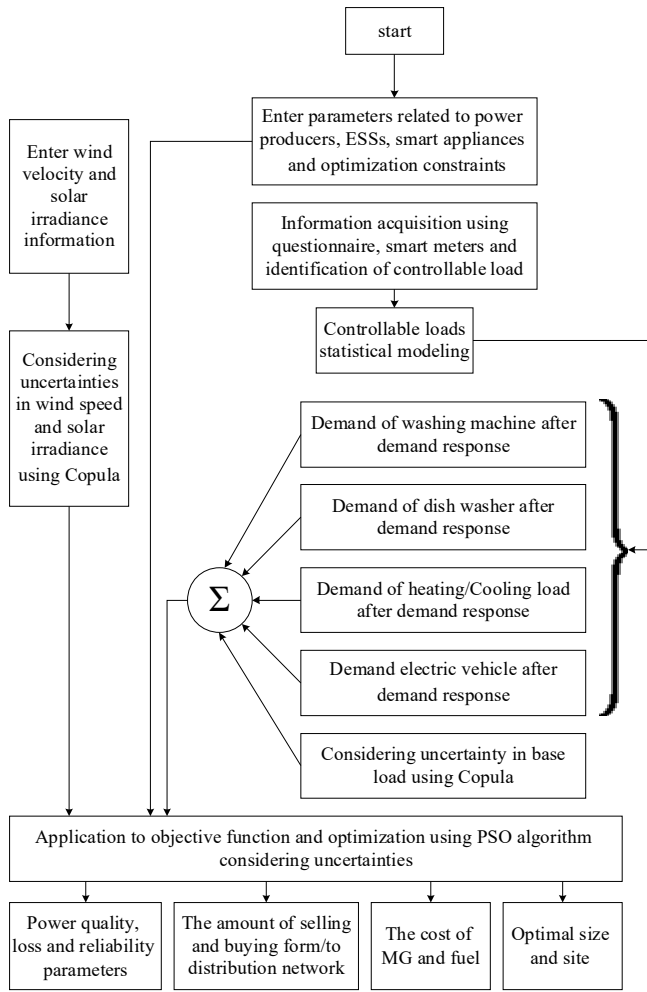 start
Enter parameters related to power
producers, ESSs, smart appliances
and optimization constraints
Enter wind
velocity and
solar
irradiance
information
Information acquisition using
questionnaire, smart meters and
identification of controllable load
Controllable loads
statistical modeling
Considering
uncertainties
in wind speed
and solar
irradiance
using Copula
Demand of washing machine after
demand response
Demand of dish washer after
demand response
Σ
Demand of heating/Cooling load
after demand response
Demand electric vehicle after
demand response
Considering uncertainty in base
load using Copula
Application to objective function and optimization using PSO algorithm
considering uncertainties
Power quality,
loss and reliability
parameters
The amount of selling
and buying form/to
distribution network
The cost of
MG and fuel
Optimal size
and site